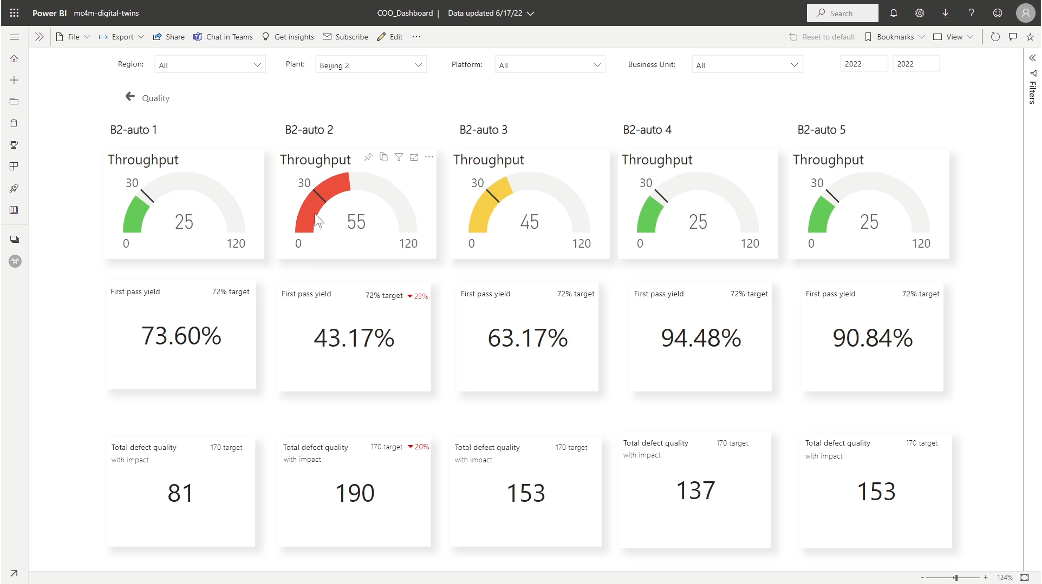 Power BI mo4m-digital-twins
COO_Dashboard | Data updated 6/17/22
Search
File Export Share Chat in Teams Get insights Subscribe Edit ... Reset to default Bookmarks View
Region: All Plant: Beijing 2 Platform: All Business Unit: All 2022 2022
Filters
Quality
B2-auto 1 B2-auto 2 B2-auto 3 B2-auto 4 B2-auto 5
Throughput Throughput Throughput Throughput Throughput
30 30 30 30 30
25 55 45 25 25
0 120 0 120 0 120 0 120 0 120
First pass yield 72% target First pass yield 72% target First pass yield 72% target First pass yield 72% target First pass yield 72% target
73.60% 43.17% 63.17% 94.48% 90.84%
Total defect quality 170 target Total defect quality 170 target 20% Total defect quality 170 target Total defect quality 170 target Total defect quality 170 target
with impact with impact with impact with impact with impact
81 190 153 137 153
- + 134%